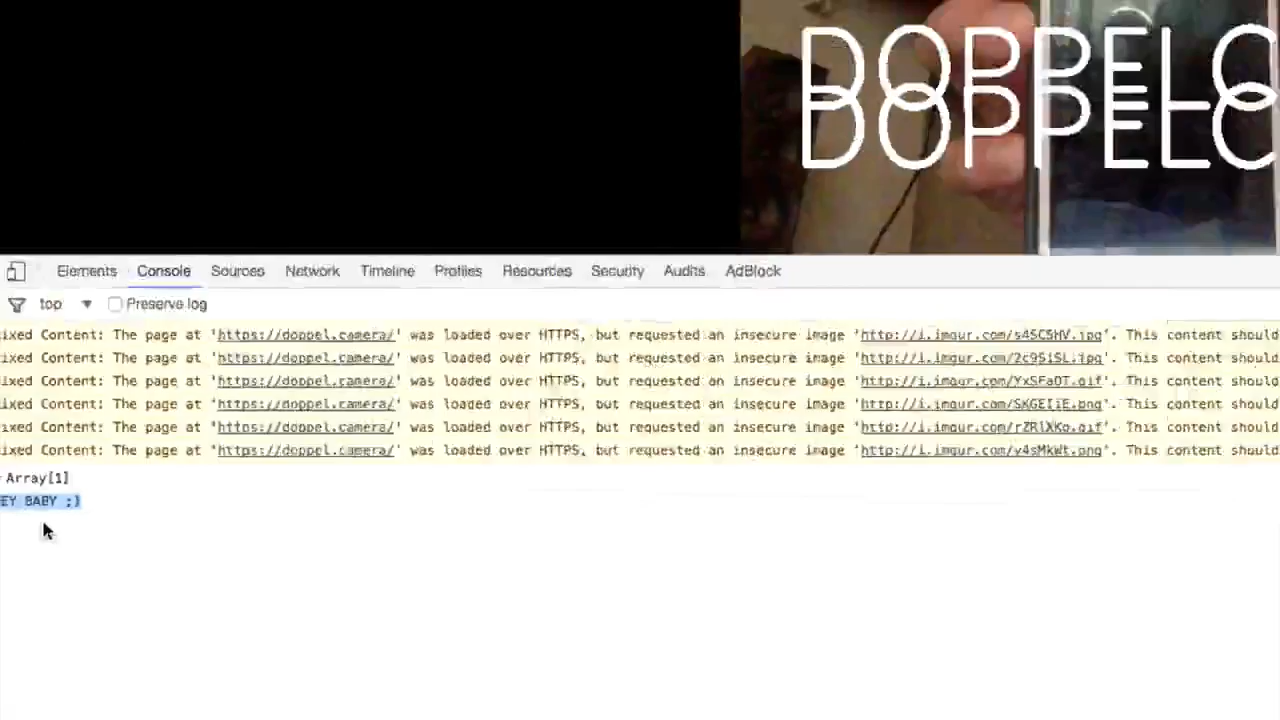 DOPPELC
DOPPELC
Elements Console Sources Network Timeline Profiles Resources Security Audits AdBlock
top Preserve log
ixed Content: The page at 'https://doppel.camera/' was loaded over HTTPS, but requested an insecure image 'http://i.imgur.com/s4SC5HV.jpg'. This content should
ixed Content: The page at 'https://doppel.camera/' was loaded over HTTPS, but requested an insecure image 'http://i.imgur.com/2c9SiSL.jpg'. This content should
ixed Content: The page at 'https://doppel.camera/' was loaded over HTTPS, but requested an insecure image 'http://i.imgur.com/YxSFaOT.gif'. This content should
ixed Content: The page at 'https://doppel.camera/' was loaded over HTTPS, but requested an insecure image 'http://i.imgur.com/SKGEIiE.png'. This content should
ixed Content: The page at 'https://doppel.camera/' was loaded over HTTPS, but requested an insecure image 'http://i.imgur.com/rZRlXKo.gif'. This content should
ixed Content: The page at 'https://doppel.camera/' was loaded over HTTPS, but requested an insecure image 'http://i.imgur.com/v4sMkWt.png'. This content should
Array[1]
EY BABY ;)